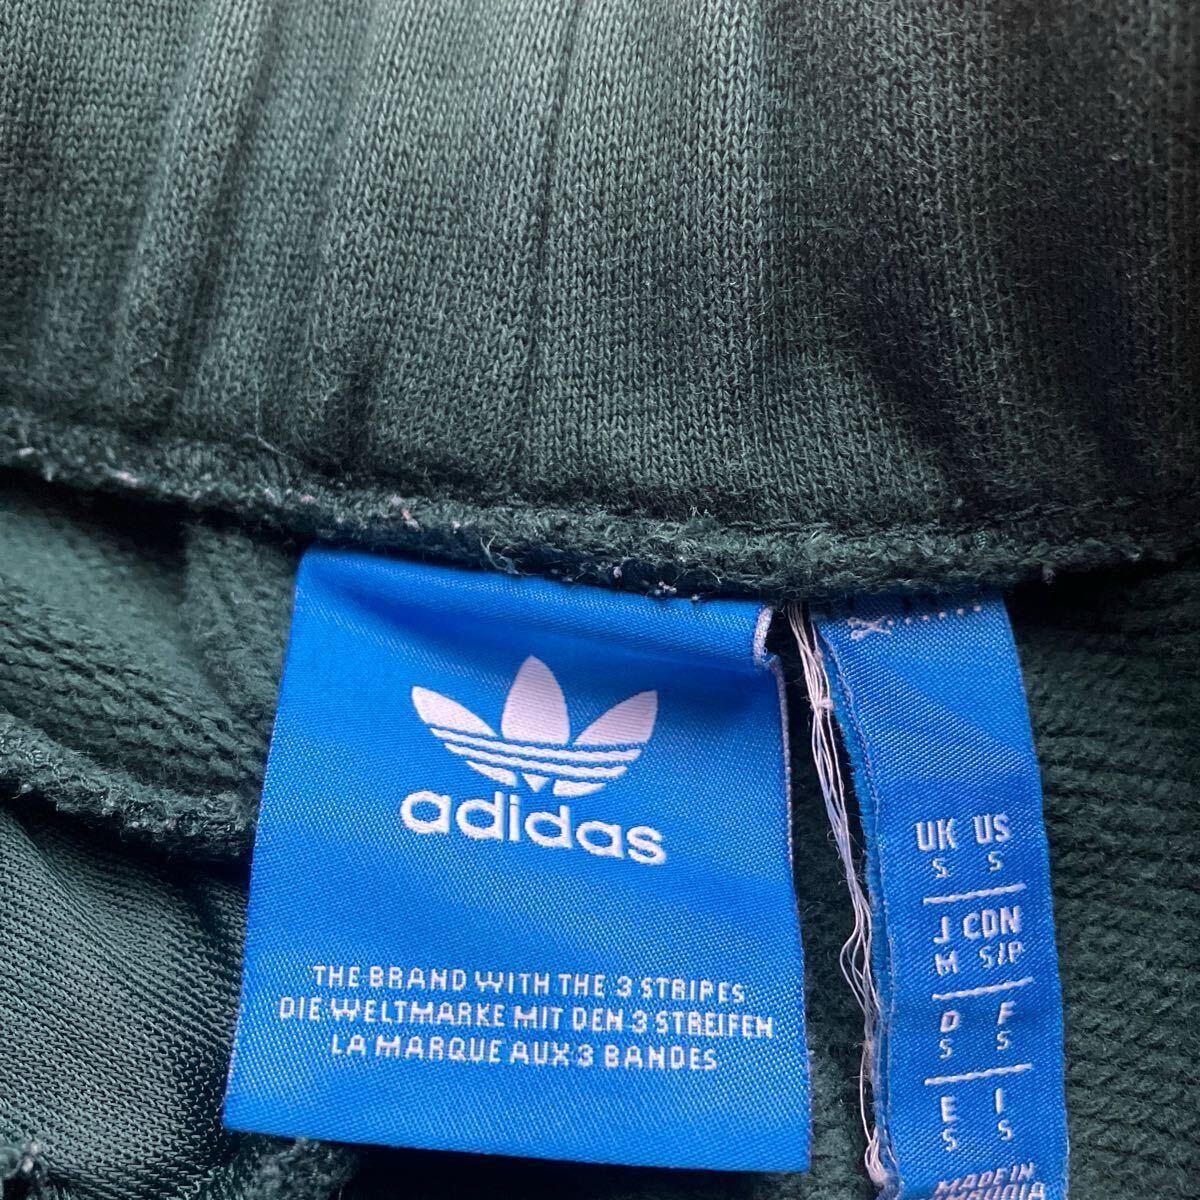 adidas
THE BRAND WITH THE 3 STRIPES
DIE WELTMARKE MIT DEN 3 STREIFEN
LA MARQUE AUX 3 BANDES
UK US
S S
J CDN
M S/P
D F
S S
E I
S S
MADE IN